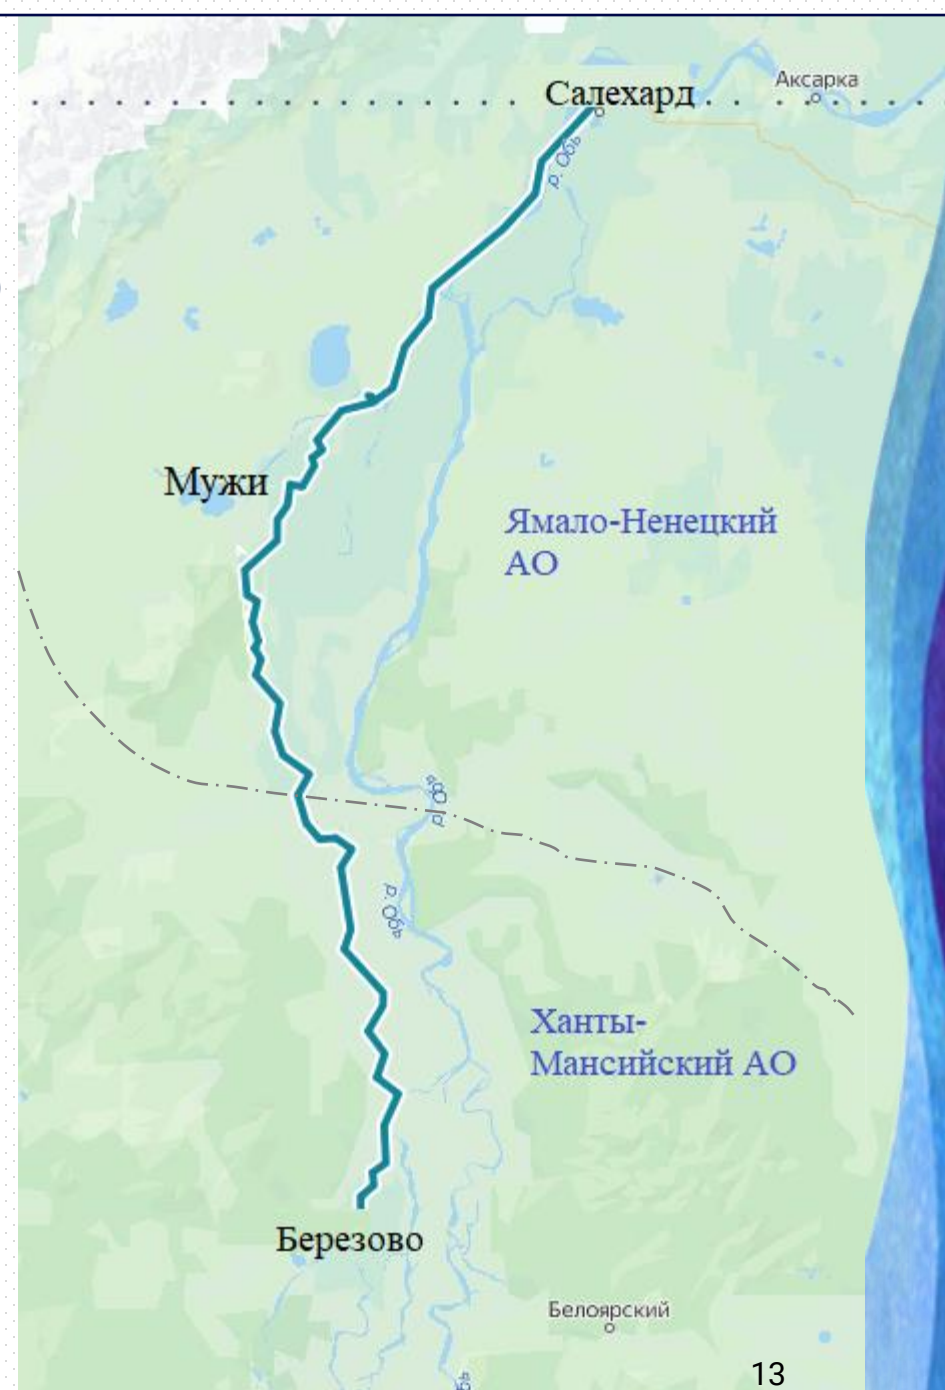 Аксарка
Салехард
р. Обь
Мужи
Ямало-Ненецкий
АО
р. Обь
р. Обь
Ханты-
Мансийский АО
Березово
Белоярский
13